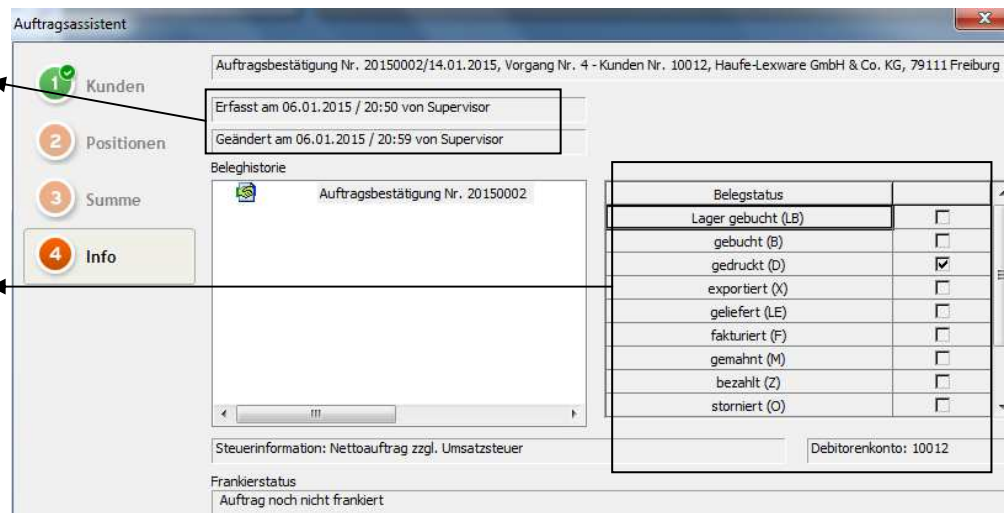 Auftragsassistent
Auftragsbestätigung Nr. 20150002/14.01.2015, Vorgang Nr. 4 - Kunden Nr. 10012, Haufe-Lexware GmbH & Co. KG, 79111 Freiburg
1 Kunden
2 Positionen
3 Summe
4 Info
Erfasst am 06.01.2015 / 20:50 von Supervisor
Geändert am 06.01.2015 / 20:59 von Supervisor
Beleghistorie
Auftragsbestätigung Nr. 20150002
Belegstatus
Lager gebucht (LB)
gebucht (B)
gedruckt (D)
exportiert (X)
geliefert (LE)
fakturiert (F)
gemahnt (M)
bezahlt (Z)
storniert (O)
Steuerinformation: Nettoauftrag zzgl. Umsatzsteuer
Debitorenkonto: 10012
Frankierstatus
Auftrag noch nicht frankiert